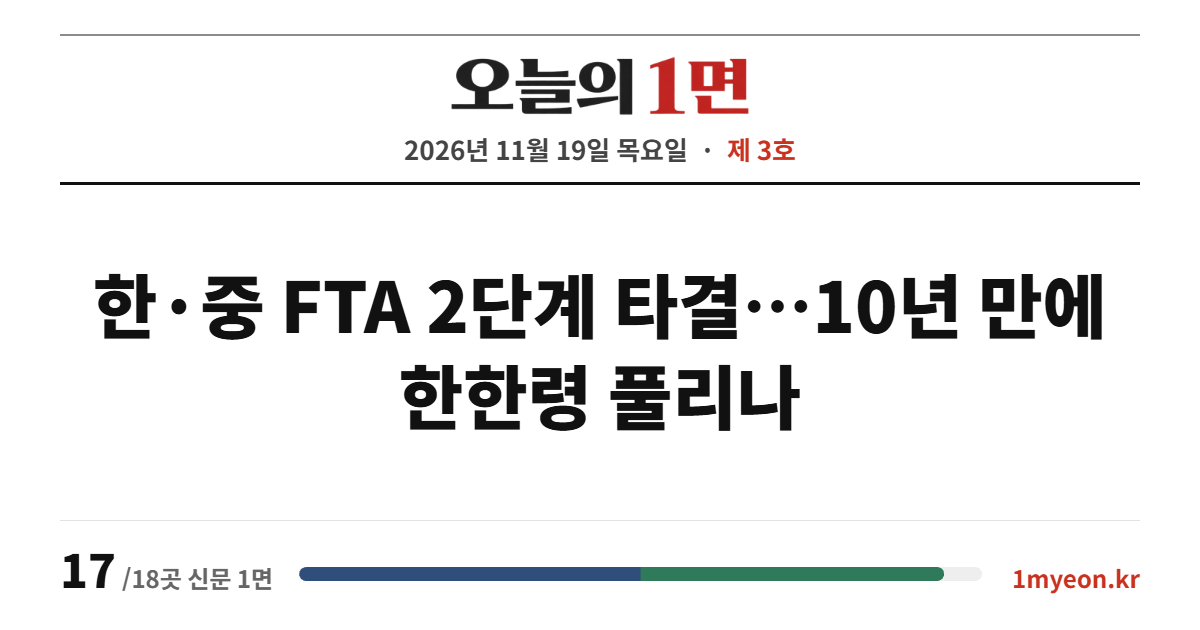 오늘의 1면
2026년 11월 19일 목요일 · 제 3호
한·중 FTA 2단계 타결…10년 만에
한한령 풀리나
17 /18곳 신문 1면
1myeon.kr